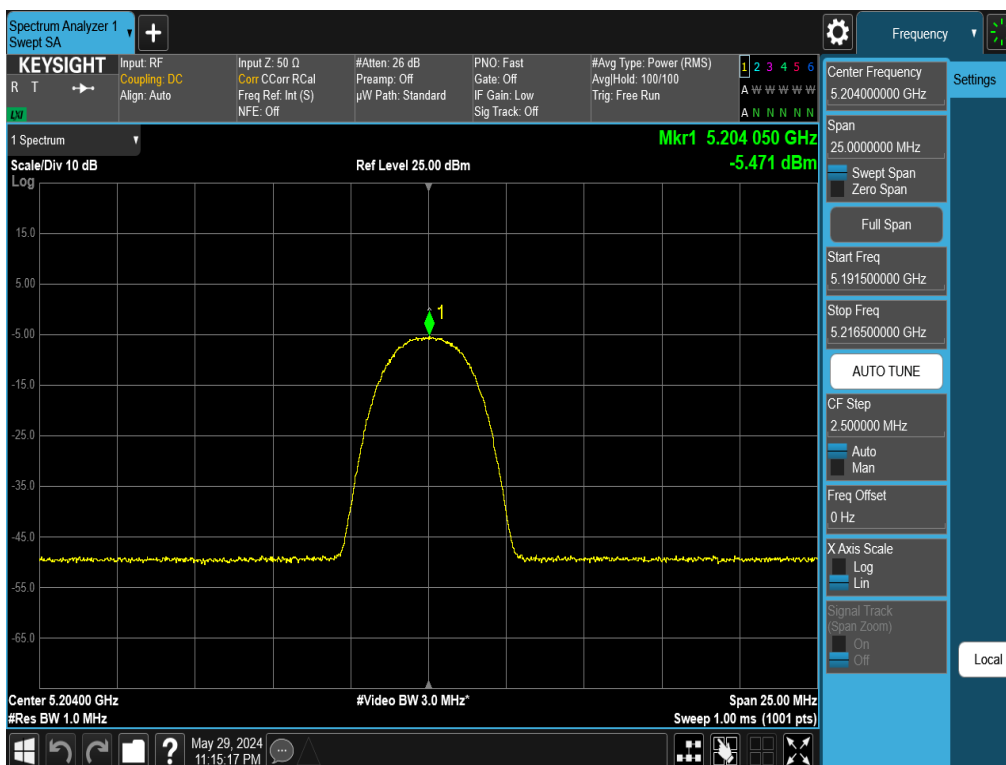 Spectrum Analyzer 1
Swept SA
Frequency
KEYSIGHT
R T
LXI
Input: RF
Coupling: DC
Align: Auto
Input Z: 50 Ω
Corr CCorr RCal
Freq Ref: Int (S)
NFE: Off
#Atten: 26 dB
Preamp: Off
µW Path: Standard
PNO: Fast
Gate: Off
IF Gain: Low
Sig Track: Off
#Avg Type: Power (RMS)
Avg|Hold: 100/100
Trig: Free Run
1 2 3 4 5 6
A W W W W W
A N N N N N
1 Spectrum
Scale/Div 10 dB
Log
Ref Level 25.00 dBm
Mkr1 5.204 050 GHz
-5.471 dBm
15.0
5.00
-5.00
-15.0
-25.0
-35.0
-45.0
-55.0
-65.0
1
Center 5.20400 GHz
#Res BW 1.0 MHz
#Video BW 3.0 MHz*
Span 25.00 MHz
Sweep 1.00 ms (1001 pts)
Center Frequency
5.204000000 GHz
Settings
Span
25.0000000 MHz
Swept Span
Zero Span
Full Span
Start Freq
5.191500000 GHz
Stop Freq
5.216500000 GHz
AUTO TUNE
CF Step
2.500000 MHz
Auto
Man
Freq Offset
0 Hz
X Axis Scale
Log
Lin
Signal Track
(Span Zoom)
On
Off
Local
?
May 29, 2024
11:15:17 PM